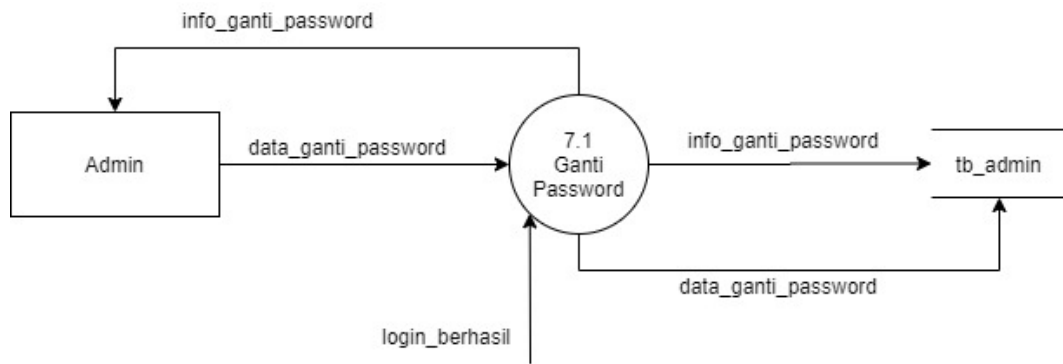 info_ganti_password
Admin
data_ganti_password
7.1
Ganti
Password
info_ganti_password
tb_admin
data_ganti_password
login_berhasil